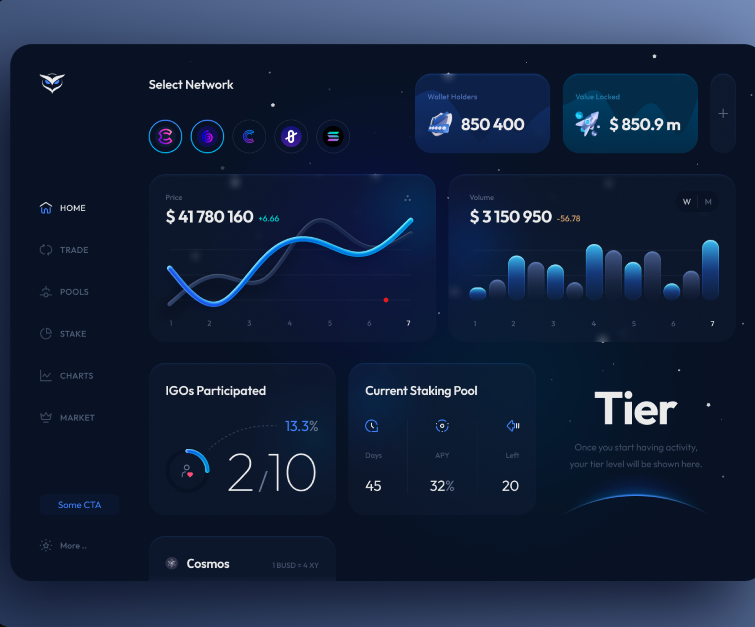 Select Network
Wallet Holders
850 400
Value Locked
$ 850.9 m
+
HOME
TRADE
POOLS
STAKE
CHARTS
MARKET
Some CTA
More ..
Price
$ 41 780 160 +6.66
1 2 3 4 5 6 7
Volume
$ 3 150 950 -56.78
W M
1 2 3 4 5 6 7
IGOs Participated
13.3%
2/10
Current Staking Pool
Days APY Left
45 32% 20
Tier
Once you start having activity,
your tier level will be shown here.
Cosmos 1 BUSD = 4 XY